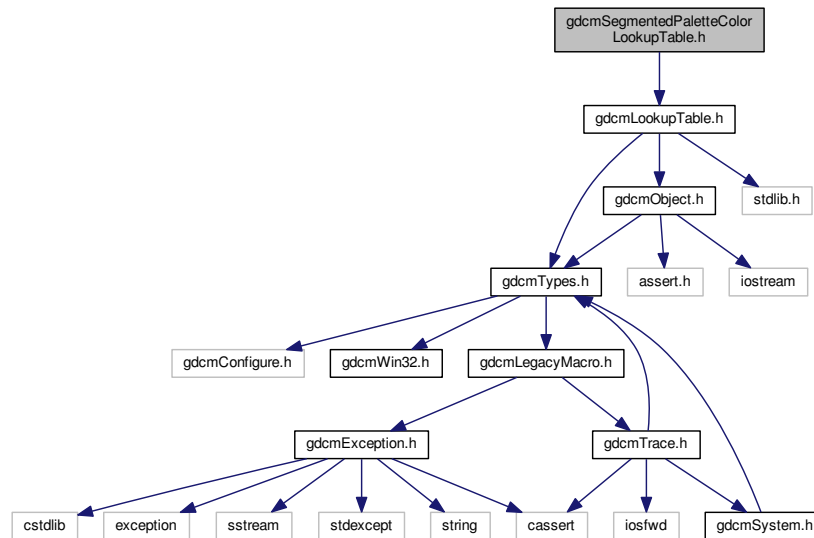 gdcmSegmentedPaletteColor
LookupTable.h
gdcmLookupTable.h
gdcmObject.h
stdlib.h
gdcmTypes.h
assert.h
iostream
gdcmConfigure.h
gdcmWin32.h
gdcmLegacyMacro.h
gdcmException.h
gdcmTrace.h
cstdlib
exception
sstream
stdexcept
string
cassert
iosfwd
gdcmSystem.h